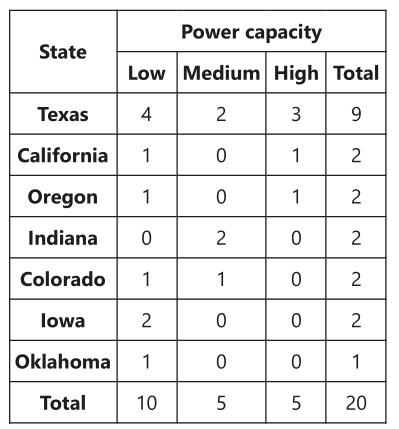 State Power capacity
Low Medium High Total
Texas 4 2 3 9
California 1 0 1 2
Oregon 1 0 1 2
Indiana 0 2 0 2
Colorado 1 1 0 2
Iowa 2 0 0 2
Oklahoma 1 0 0 1
Total 10 5 5 20